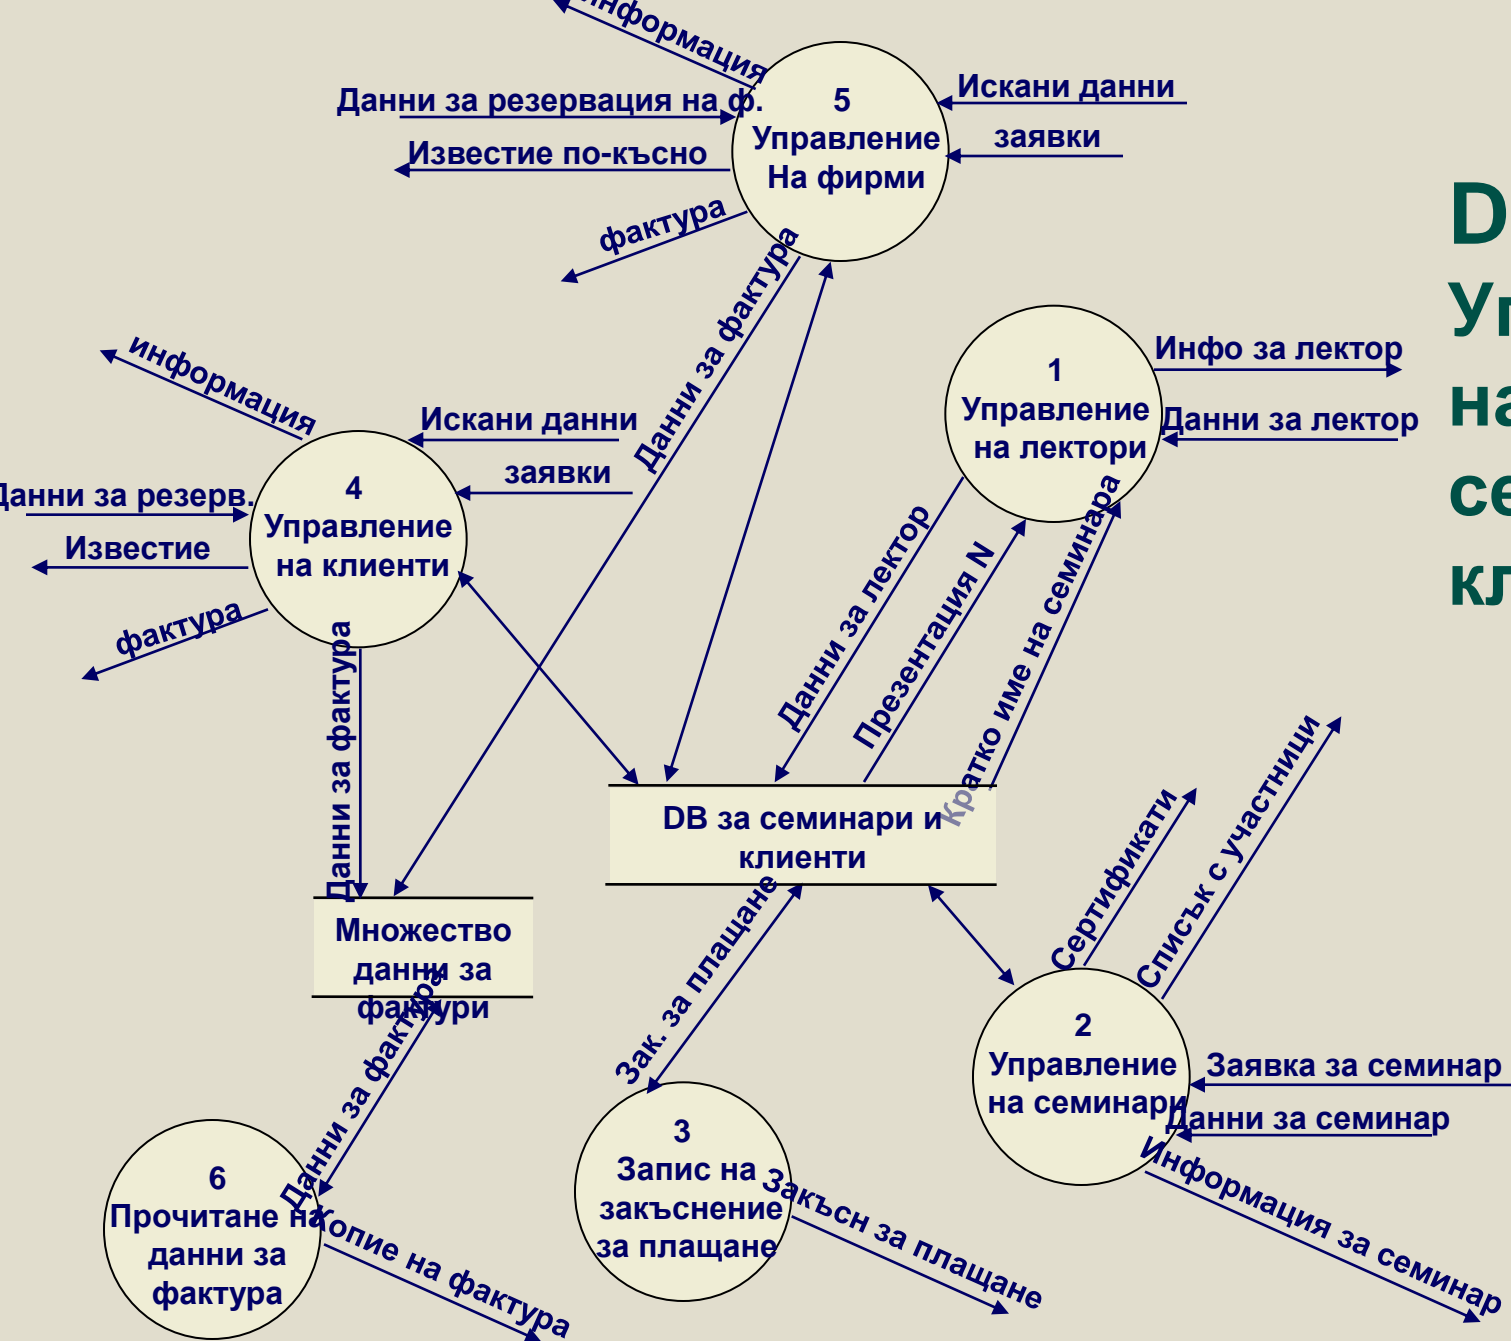 информация
Данни за резервация на ф.
Известие по-късно
фактура
5
Управление
На фирми
Искани данни
заявки
Данни за фактура
1
Управление
на лектори
Инфо за лектор
Данни за лектор
информация
Искани данни
заявки
Данни за резерв.
Известие
фактура
4
Управление
на клиенти
Данни за фактура
Данни за лектор
Презентация N
Кратко име на семинара
DB за семинари и
клиенти
Множество
данни за
фактури
Зак. за плащане
Сертификати
Списък с участници
2
Управление
на семинари
Заявка за семинар
Данни за семинар
Информация за семинар
Данни за фактура
3
Запис на
закъснение
за плащане
Закъсн за плащане
6
Прочитане на
данни за
фактура
Копие на фактура